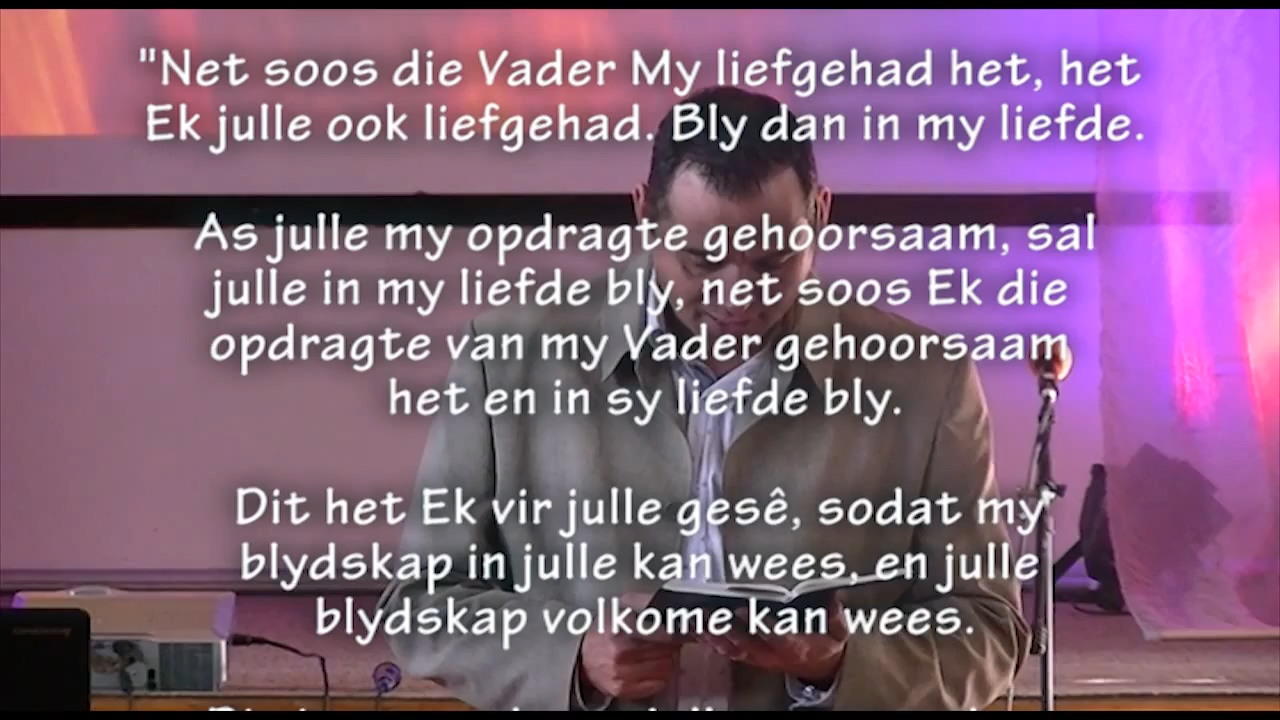 "Net soos die Vader My liefgehad het, het
Ek julle ook liefgehad. Bly dan in my liefde.
As julle my opdragte gehoorsaam, sal
julle in my liefde bly, net soos Ek die
opdragte van my Vader gehoorsaam
het en in sy liefde bly.
Dit het Ek vir julle gesê, sodat my
blydskap in julle kan wees, en julle
blydskap volkome kan wees.